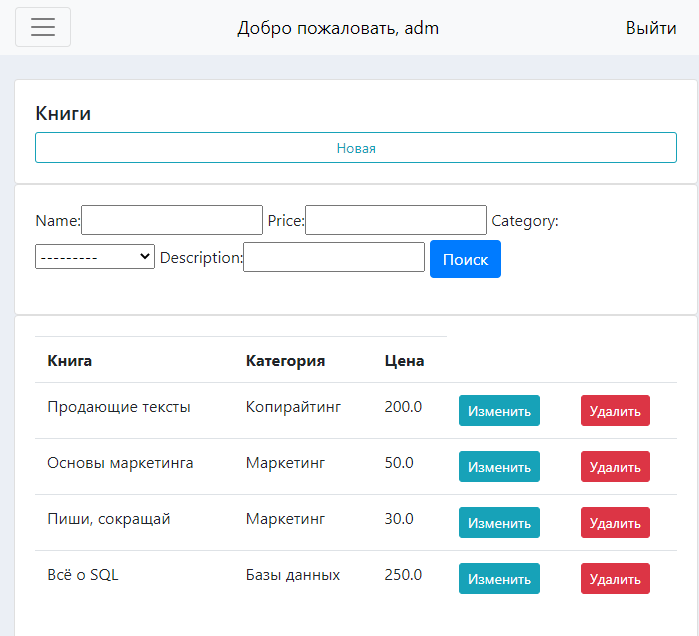 Добро пожаловать, adm Выйти
Книги
Новая
Name: Price: Category:
--------- Description: Поиск
Книга Категория Цена
Продающие тексты Копирайтинг 200.0 Изменить Удалить
Основы маркетинга Маркетинг 50.0 Изменить Удалить
Пиши, сокращай Маркетинг 30.0 Изменить Удалить
Всё о SQL Базы данных 250.0 Изменить Удалить